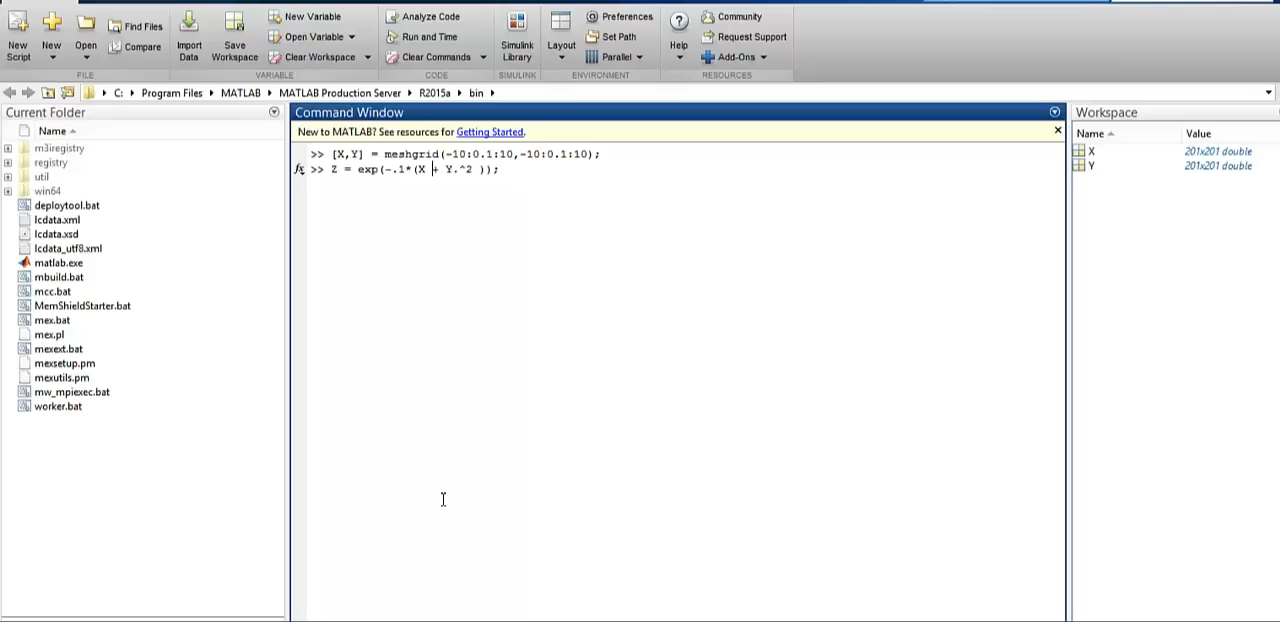 New Script
New
Open
Find Files
Compare
Import Data
Save Workspace
New Variable
Open Variable
Clear Workspace
Analyze Code
Run and Time
Clear Commands
Simulink Library
Layout
Preferences
Set Path
Parallel
Help
Community
Request Support
Add-Ons
FILE
VARIABLE
CODE
SIMULINK
ENVIRONMENT
RESOURCES
C: Program Files MATLAB MATLAB Production Server R2015a bin
Current Folder
Name
m3iregistry
registry
util
win64
deploytool.bat
lcdata.xml
lcdata.xsd
lcdata_utf8.xml
matlab.exe
mbuild.bat
mcc.bat
MemShieldStarter.bat
mex.bat
mex.pl
mexext.bat
mexsetup.pm
mexutils.pm
mw_mpiexec.bat
worker.bat
Command Window
New to MATLAB? See resources for Getting Started.
>> [X,Y] = meshgrid(-10:0.1:10,-10:0.1:10);
fx >> Z = exp(-.1*(X + Y.^2 ));
Workspace
Name Value
X 201x201 double
Y 201x201 double